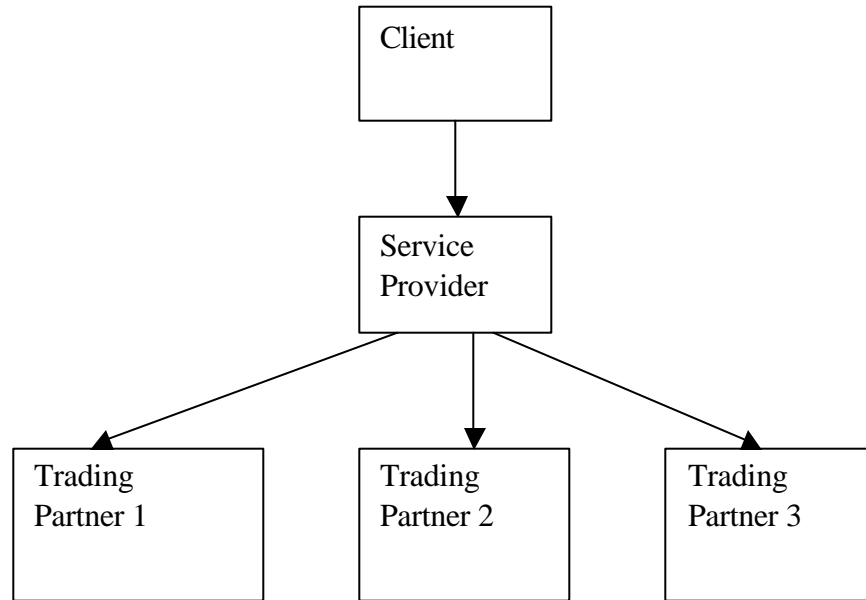 Client
Service
Provider
Trading
Partner 1
Trading
Partner 2
Trading
Partner 3